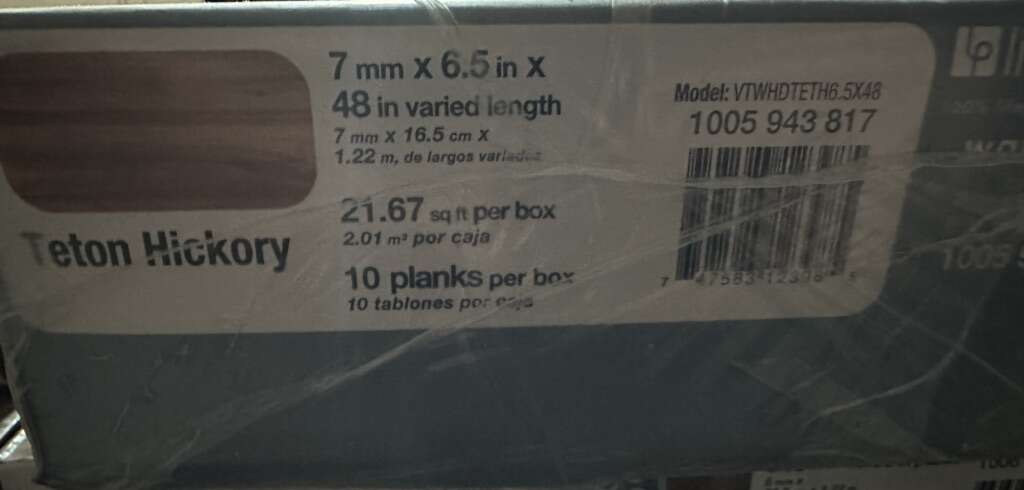 7 mm x 6.5 in x
48 in varied length
7 mm x 16.5 cm x
1.22 m, de largos variados
21.67 sq ft per box
2.01 m² por caja
10 planks per box
10 tablones por caja
Teton Hickory
Model: VTWHDTETH6.5X48
1005 943 817
1005 9